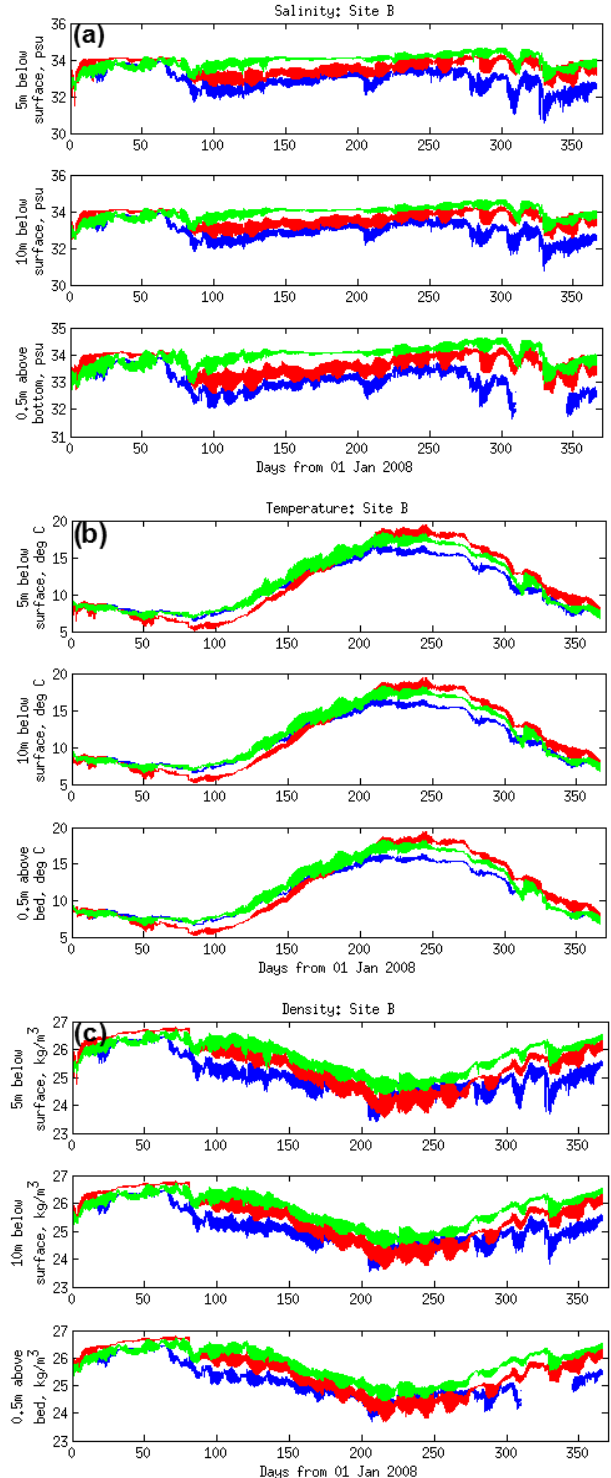 Salinity: Site B
(a)
5m below
surface, psu
36
34
32
30
0 50 100 150 200 250 300 350
10m below
surface, psu
36
34
32
30
0 50 100 150 200 250 300 350
0.5m above
bottom, psu
35
34
33
32
31
0 50 100 150 200 250 300 350
Days from 01 Jan 2008
Temperature: Site B
(b)
5m below
surface, deg C
20
15
10
5
0 50 100 150 200 250 300 350
10m below
surface, deg C
20
15
10
5
0 50 100 150 200 250 300 350
0.5m above
bed, deg C
20
15
10
5
0 50 100 150 200 250 300 350
Days from 01 Jan 2008
Density: Site B
(c)
5m below
surface, kg/m³
27
26
25
24
23
0 50 100 150 200 250 300 350
10m below
surface, kg/m³
27
26
25
24
23
0 50 100 150 200 250 300 350
0.5m above
bed, kg/m³
27
26
25
24
23
0 50 100 150 200 250 300 350
Days from 01 Jan 2008